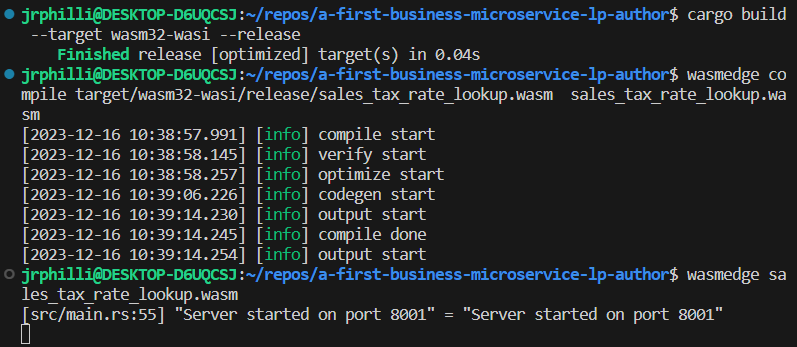 jrphilli@DESKTOP-D6UQCSJ:~/repos/a-first-business-microservice-lp-author$ cargo build
 --target wasm32-wasi --release
    Finished release [optimized] target(s) in 0.04s
jrphilli@DESKTOP-D6UQCSJ:~/repos/a-first-business-microservice-lp-author$ wasmedge co
mpile target/wasm32-wasi/release/sales_tax_rate_lookup.wasm  sales_tax_rate_lookup.wa
sm
[2023-12-16 10:38:57.991] [info] compile start
[2023-12-16 10:38:58.145] [info] verify start
[2023-12-16 10:38:58.257] [info] optimize start
[2023-12-16 10:39:06.226] [info] codegen start
[2023-12-16 10:39:14.230] [info] output start
[2023-12-16 10:39:14.245] [info] compile done
[2023-12-16 10:39:14.254] [info] output start
jrphilli@DESKTOP-D6UQCSJ:~/repos/a-first-business-microservice-lp-author$ wasmedge sa
les_tax_rate_lookup.wasm
[src/main.rs:55] "Server started on port 8001" = "Server started on port 8001"